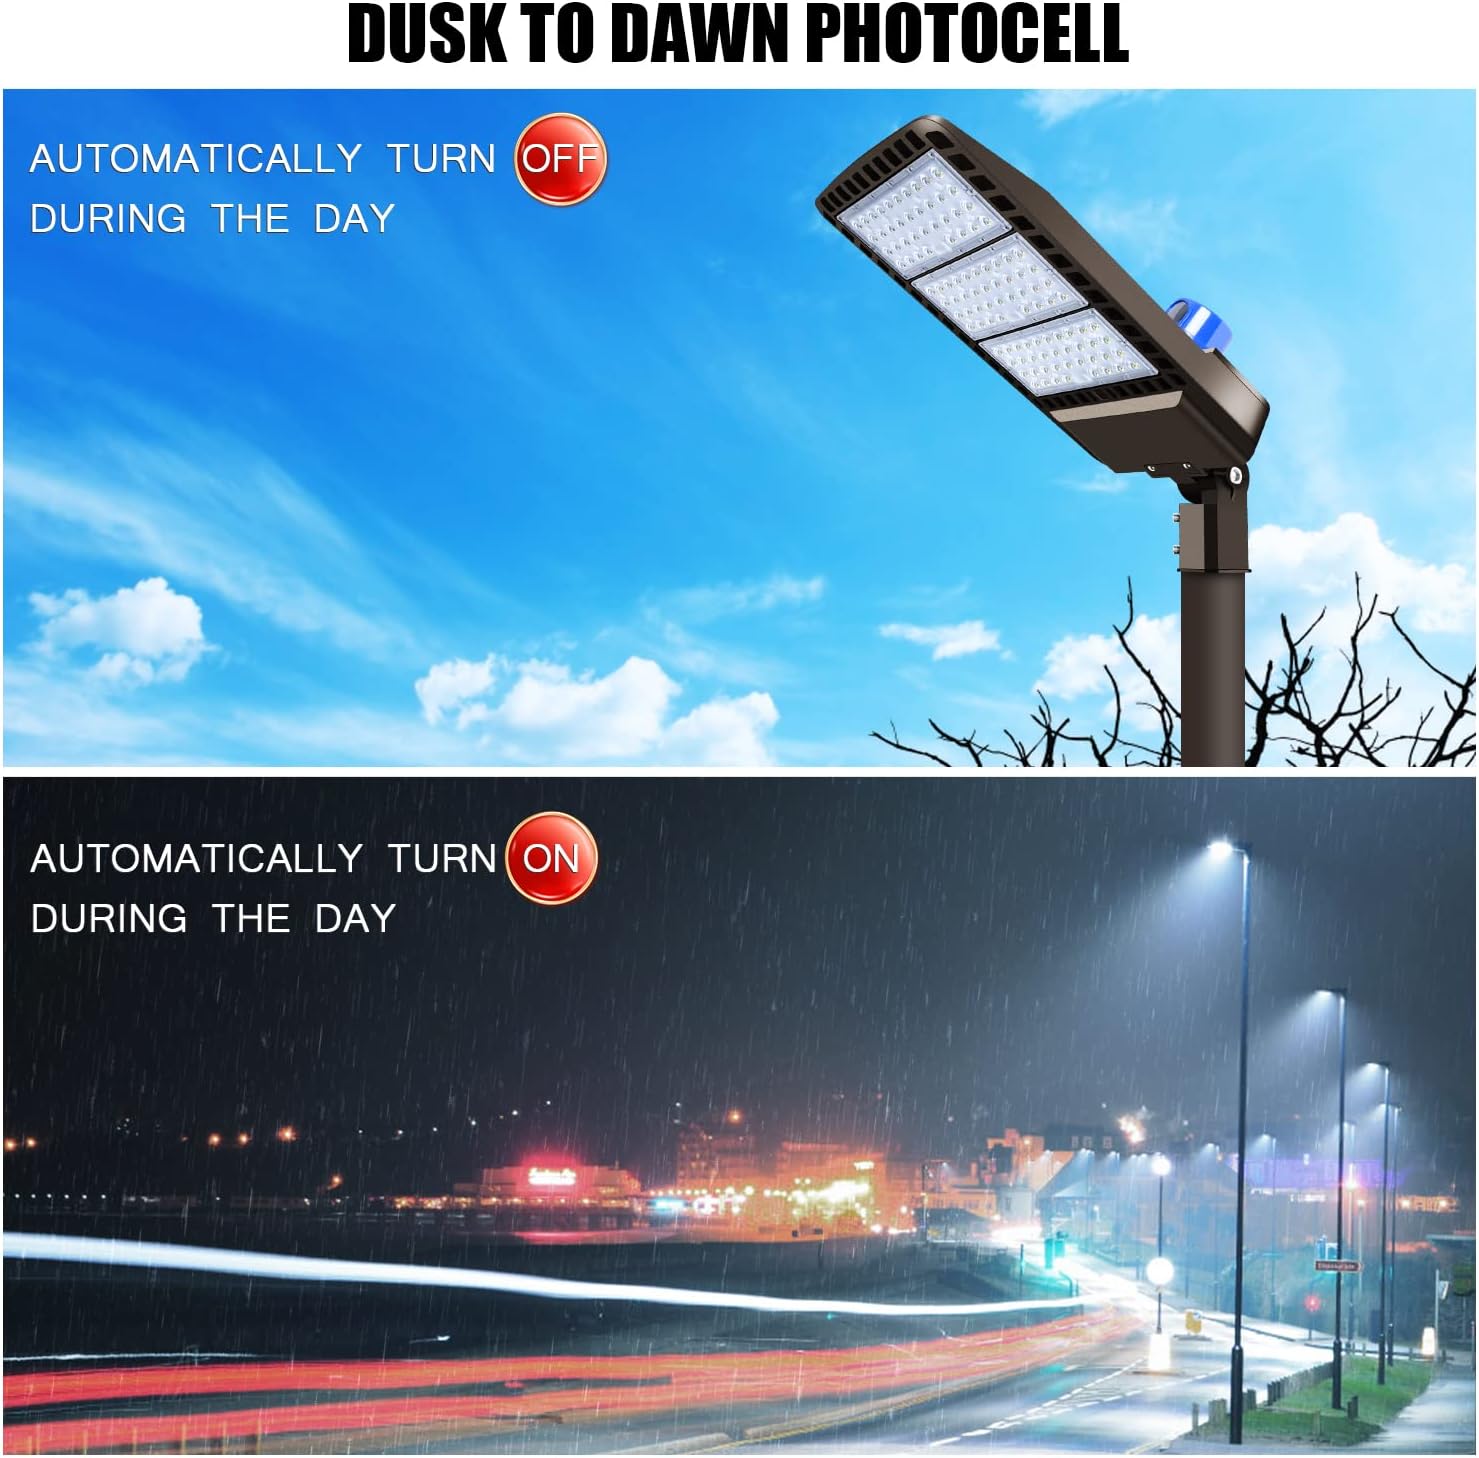 DUSK TO DAWN PHOTOCELL
AUTOMATICALLY TURN OFF
DURING THE DAY
AUTOMATICALLY TURN ON
DURING THE DAY